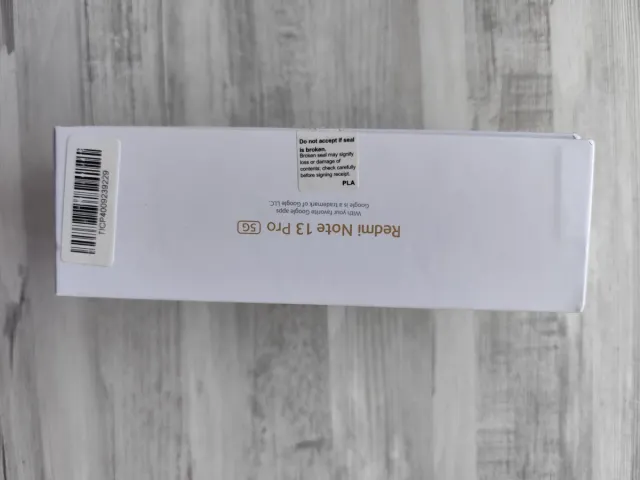 Do not accept if seal
is broken.
Broken seal may signify
loss or damage of
contents; check carefully
before signing receipt.
PLA
Redmi Note 13 Pro 5G
With your favorite Google apps
Google is a trademark of Google LLC.
TICP4009239229